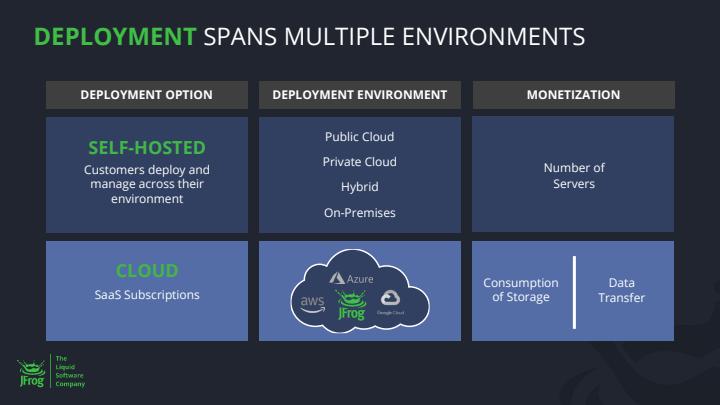 DEPLOYMENT SPANS MULTIPLE ENVIRONMENTS
DEPLOYMENT OPTION
DEPLOYMENT ENVIRONMENT
MONETIZATION
SELF-HOSTED
Customers deploy and
manage across their
environment
Public Cloud
Private Cloud
Hybrid
On-Premises
Number of
Servers
CLOUD
SaaS Subscriptions
Azure
aws
JFrog
Google Cloud
Consumption
of Storage
Data
Transfer
JFrog
The
Liquid
Software
Company